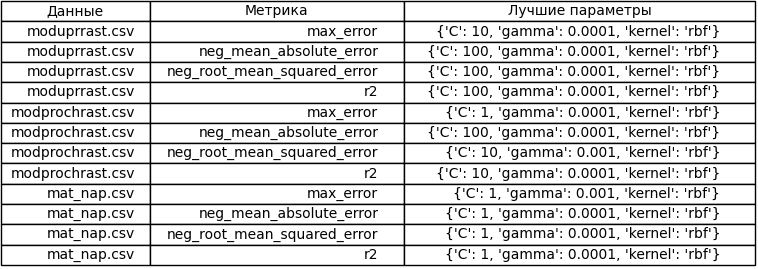 Данные Метрика Лучшие параметры
moduprrast.csv max_error {'C': 10, 'gamma': 0.0001, 'kernel': 'rbf'}
moduprrast.csv neg_mean_absolute_error {'C': 100, 'gamma': 0.0001, 'kernel': 'rbf'}
moduprrast.csv neg_root_mean_squared_error {'C': 100, 'gamma': 0.0001, 'kernel': 'rbf'}
moduprrast.csv r2 {'C': 100, 'gamma': 0.0001, 'kernel': 'rbf'}
modprochrast.csv max_error {'C': 1, 'gamma': 0.0001, 'kernel': 'rbf'}
modprochrast.csv neg_mean_absolute_error {'C': 100, 'gamma': 0.0001, 'kernel': 'rbf'}
modprochrast.csv neg_root_mean_squared_error {'C': 10, 'gamma': 0.001, 'kernel': 'rbf'}
modprochrast.csv r2 {'C': 10, 'gamma': 0.0001, 'kernel': 'rbf'}
mat_nap.csv max_error {'C': 1, 'gamma': 0.001, 'kernel': 'rbf'}
mat_nap.csv neg_mean_absolute_error {'C': 1, 'gamma': 0.0001, 'kernel': 'rbf'}
mat_nap.csv neg_root_mean_squared_error {'C': 1, 'gamma': 0.0001, 'kernel': 'rbf'}
mat_nap.csv r2 {'C': 1, 'gamma': 0.0001, 'kernel': 'rbf'}